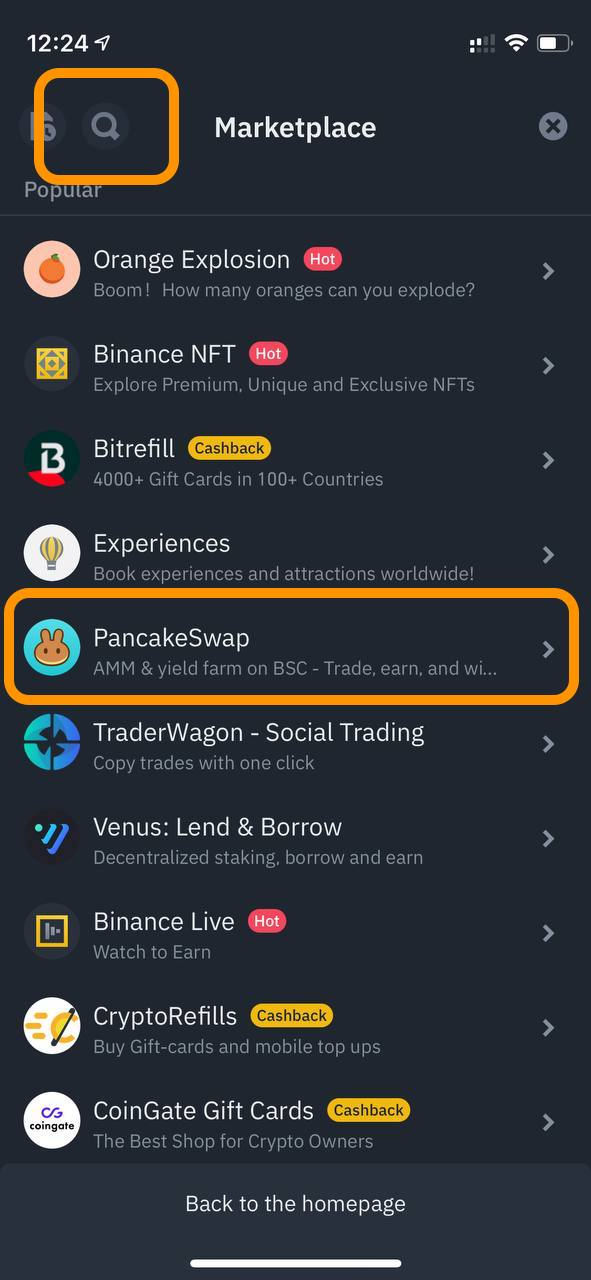 12:24
Marketplace
Popular
Orange Explosion Hot
Boom! How many oranges can you explode?
Binance NFT Hot
Explore Premium, Unique and Exclusive NFTs
B
Bitrefill Cashback
4000+ Gift Cards in 100+ Countries
Experiences
Book experiences and attractions worldwide!
PancakeSwap
AMM & yield farm on BSC - Trade, earn, and wi...
TraderWagon - Social Trading
Copy trades with one click
Venus: Lend & Borrow
Decentralized staking, borrow and earn
Binance Live Hot
Watch to Earn
CryptoRefills Cashback
Buy Gift-cards and mobile top ups
CG
coingate
CoinGate Gift Cards Cashback
The Best Shop for Crypto Owners
Back to the homepage